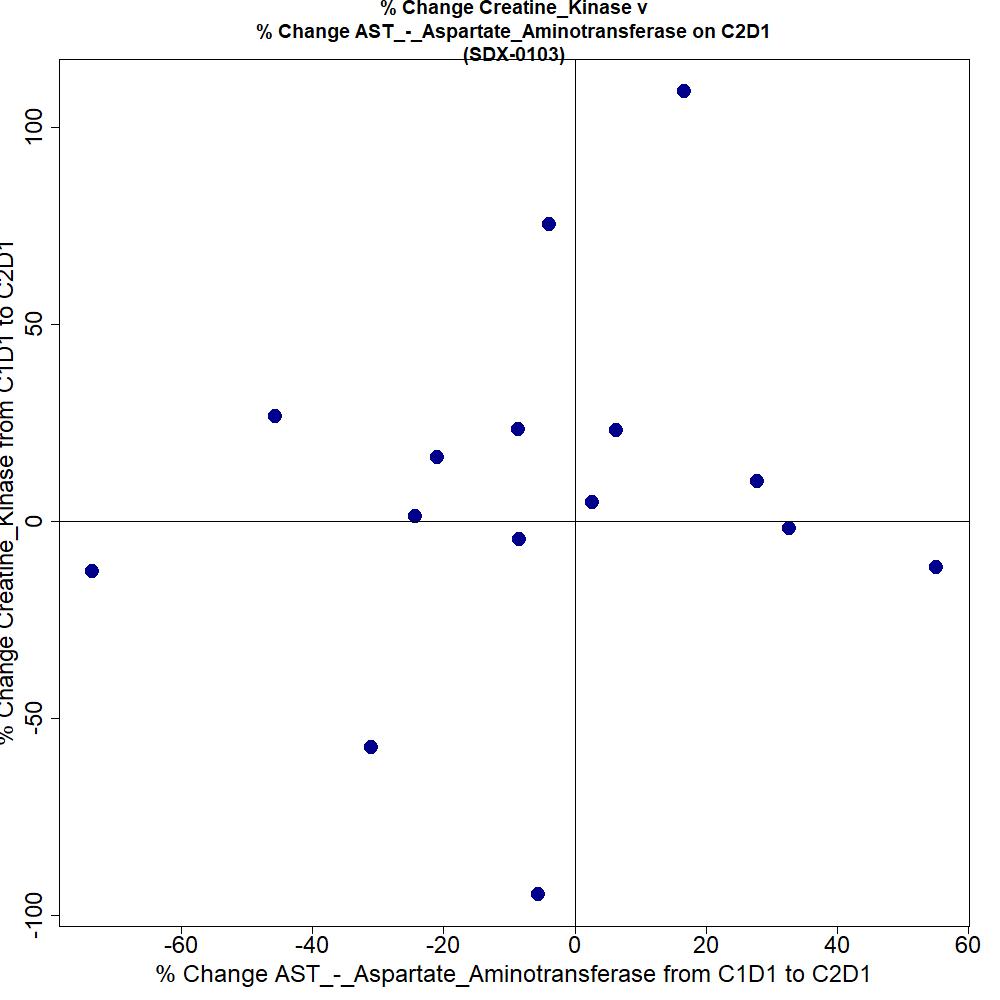 % Change Creatine_Kinase v
% Change AST_-_Aspartate_Aminotransferase on C2D1
(SDX-0103)
% Change Creatine_Kinase from C1D1 to C2D1
100
50
0
-50
-100
-60
-40
-20
0
20
40
60
% Change AST_-_Aspartate_Aminotransferase from C1D1 to C2D1